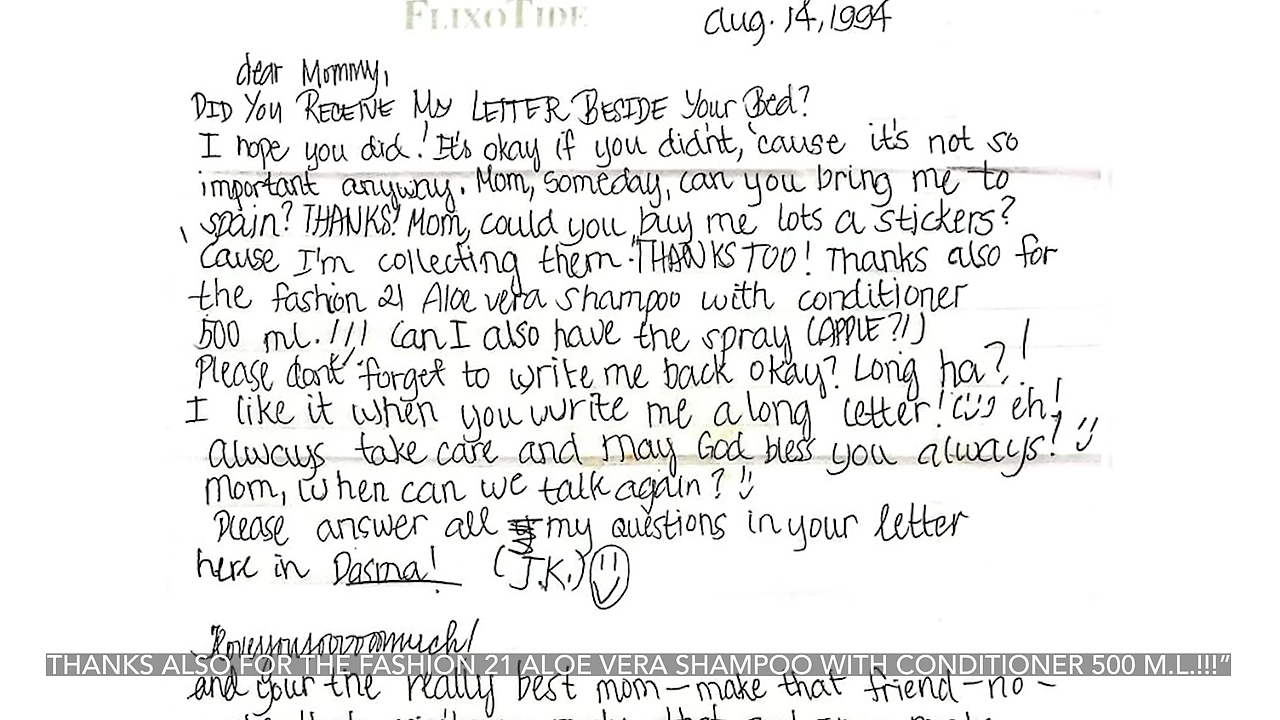 FLIXOTIDE
Aug. 14, 1994
dear Mommy,
DID YOU RECEIVE MY LETTER BESIDE Your Bed?
I hope you did! It's okay if you didn't, 'cause it's not so
important anyway. Mom, someday, can you bring me to
spain? THANKS! Mom, could you buy me lots a stickers?
Cause I'm collecting them. THANKS TOO! Thanks also for
the fashion 21 Aloe vera shampoo with conditioner
500 ml.!!! Can I also have the spray (APPLE?!)
Please dont forget to write me back okay? Long ha?!
I like it when you write me a long letter! eh!
always take care and may God bless you always!
Mom, when can we talk again?
Please answer all my questions in your letter
here in Dasma! (J.K.)
THANKS ALSO FOR THE FASHION 21 ALOE VERA SHAMPOO WITH CONDITIONER 500 M.L.!!!”
and your the really best mom—make that friend—no—